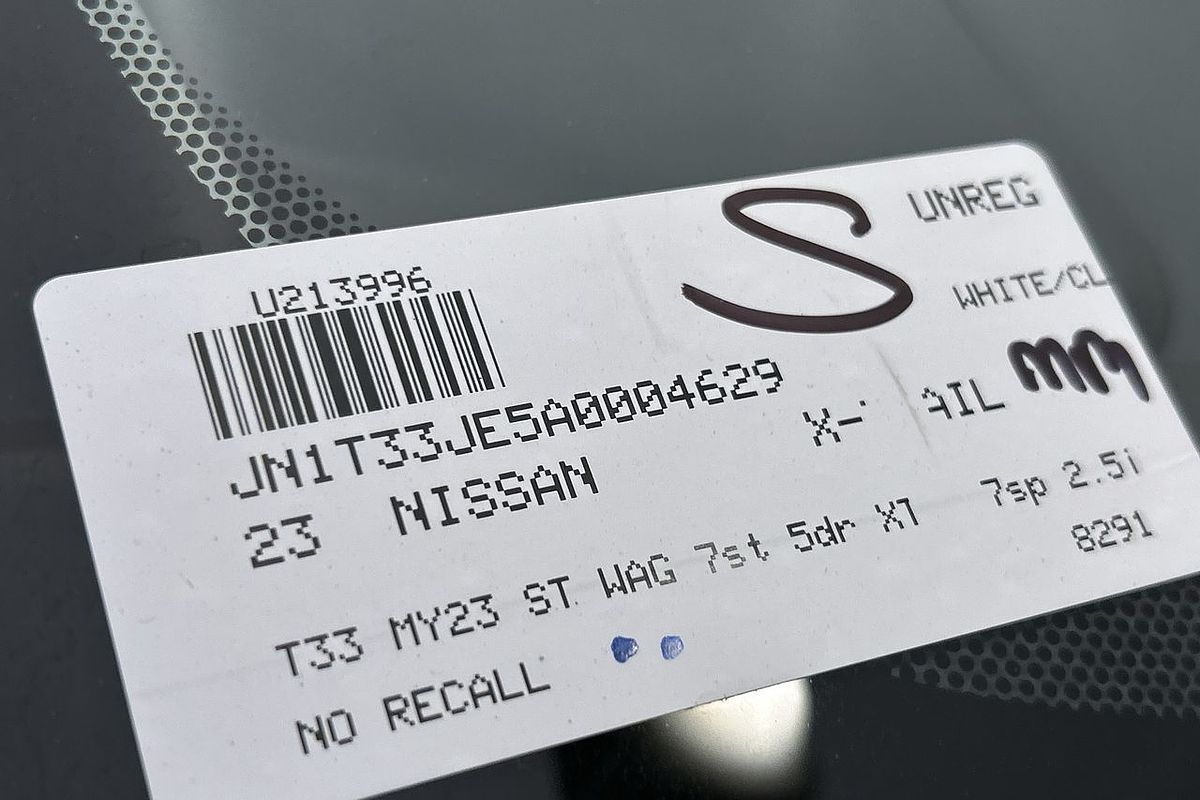 U213996 S UNREG
WHITE/CL
JN1T33JE5A0004629
23 NISSAN X- AIL
T33 MY23 ST WAG 7st 5dr X7 7sp 2.5i
NO RECALL 8291